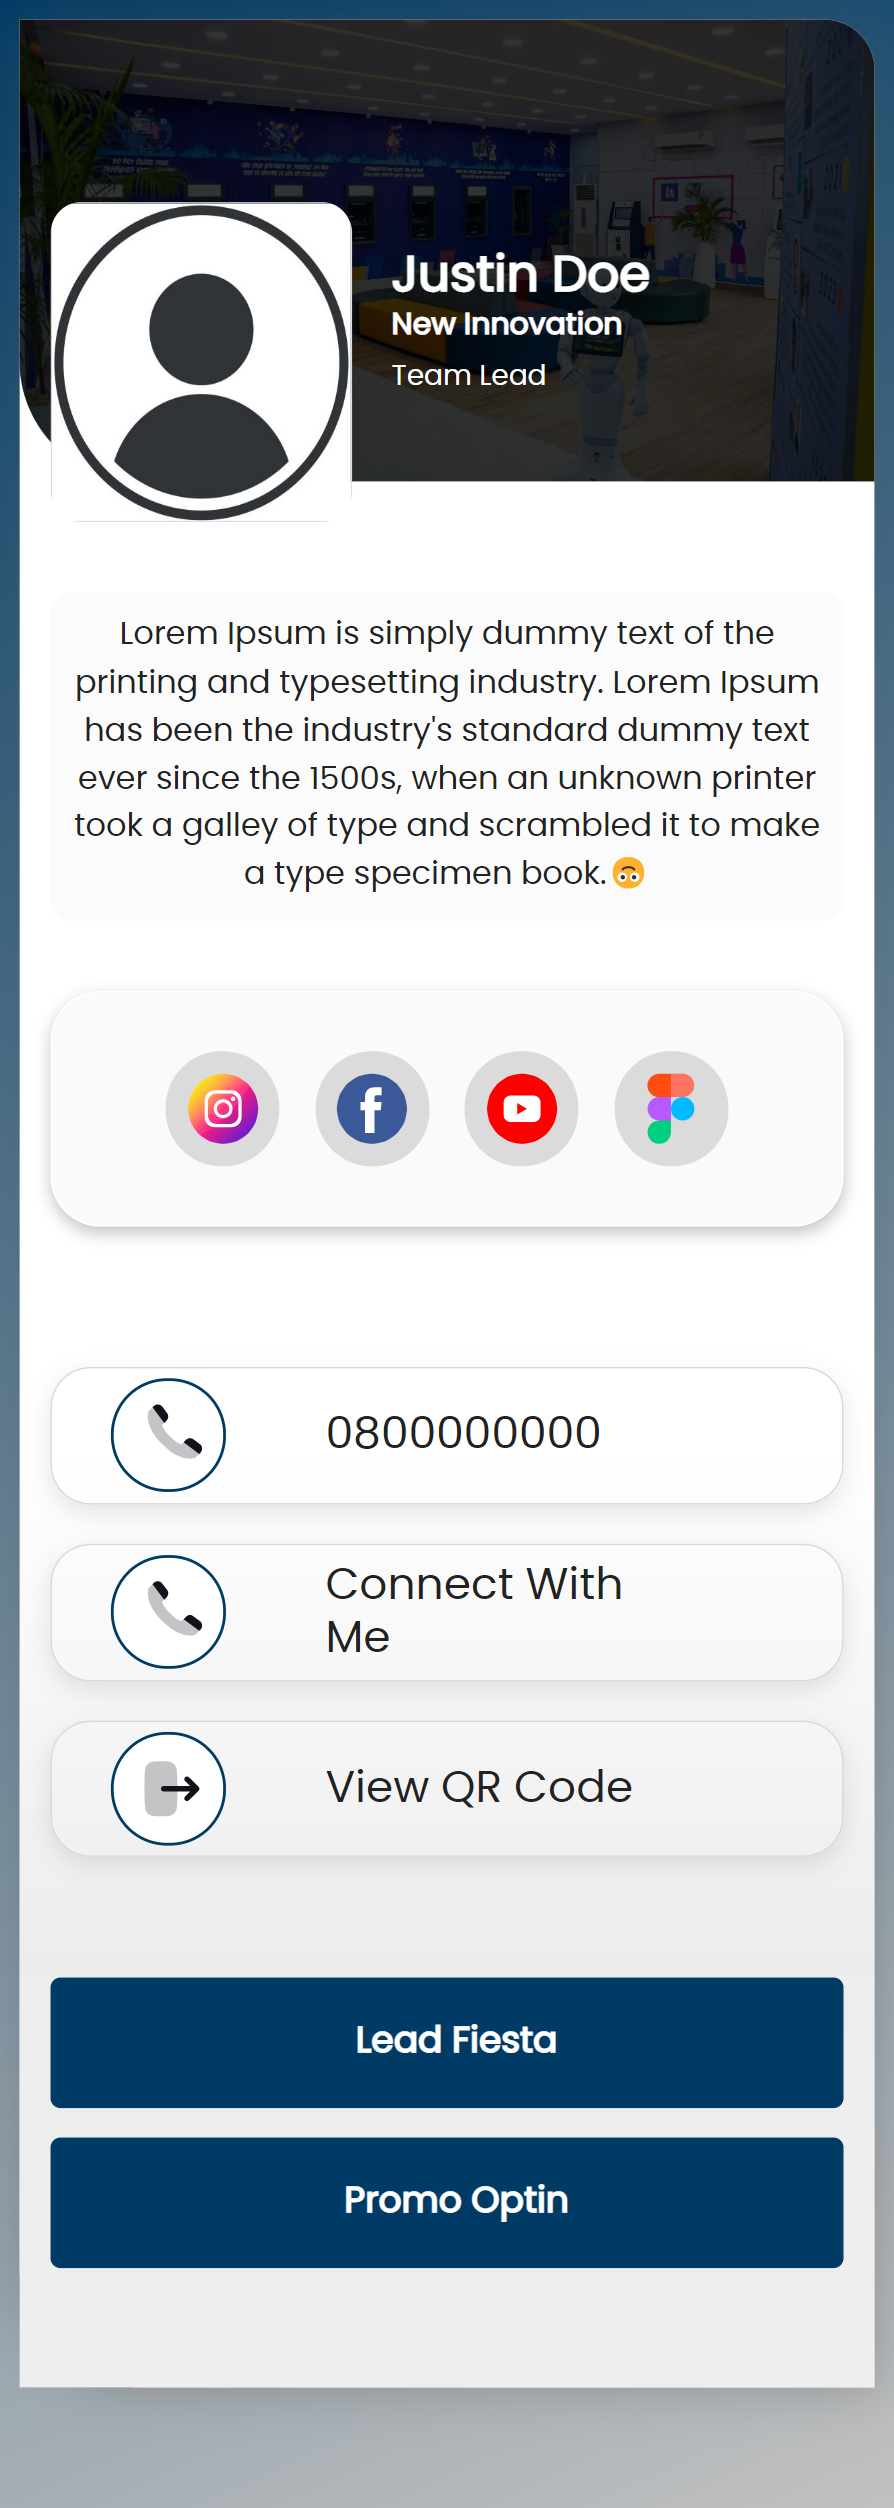 Justin Doe
New Innovation
Team Lead
Lorem Ipsum is simply dummy text of the
printing and typesetting industry. Lorem Ipsum
has been the industry's standard dummy text
ever since the 1500s, when an unknown printer
took a galley of type and scrambled it to make
a type specimen book.🙃
0800000000
Connect With
Me
View QR Code
Lead Fiesta
Promo Optin